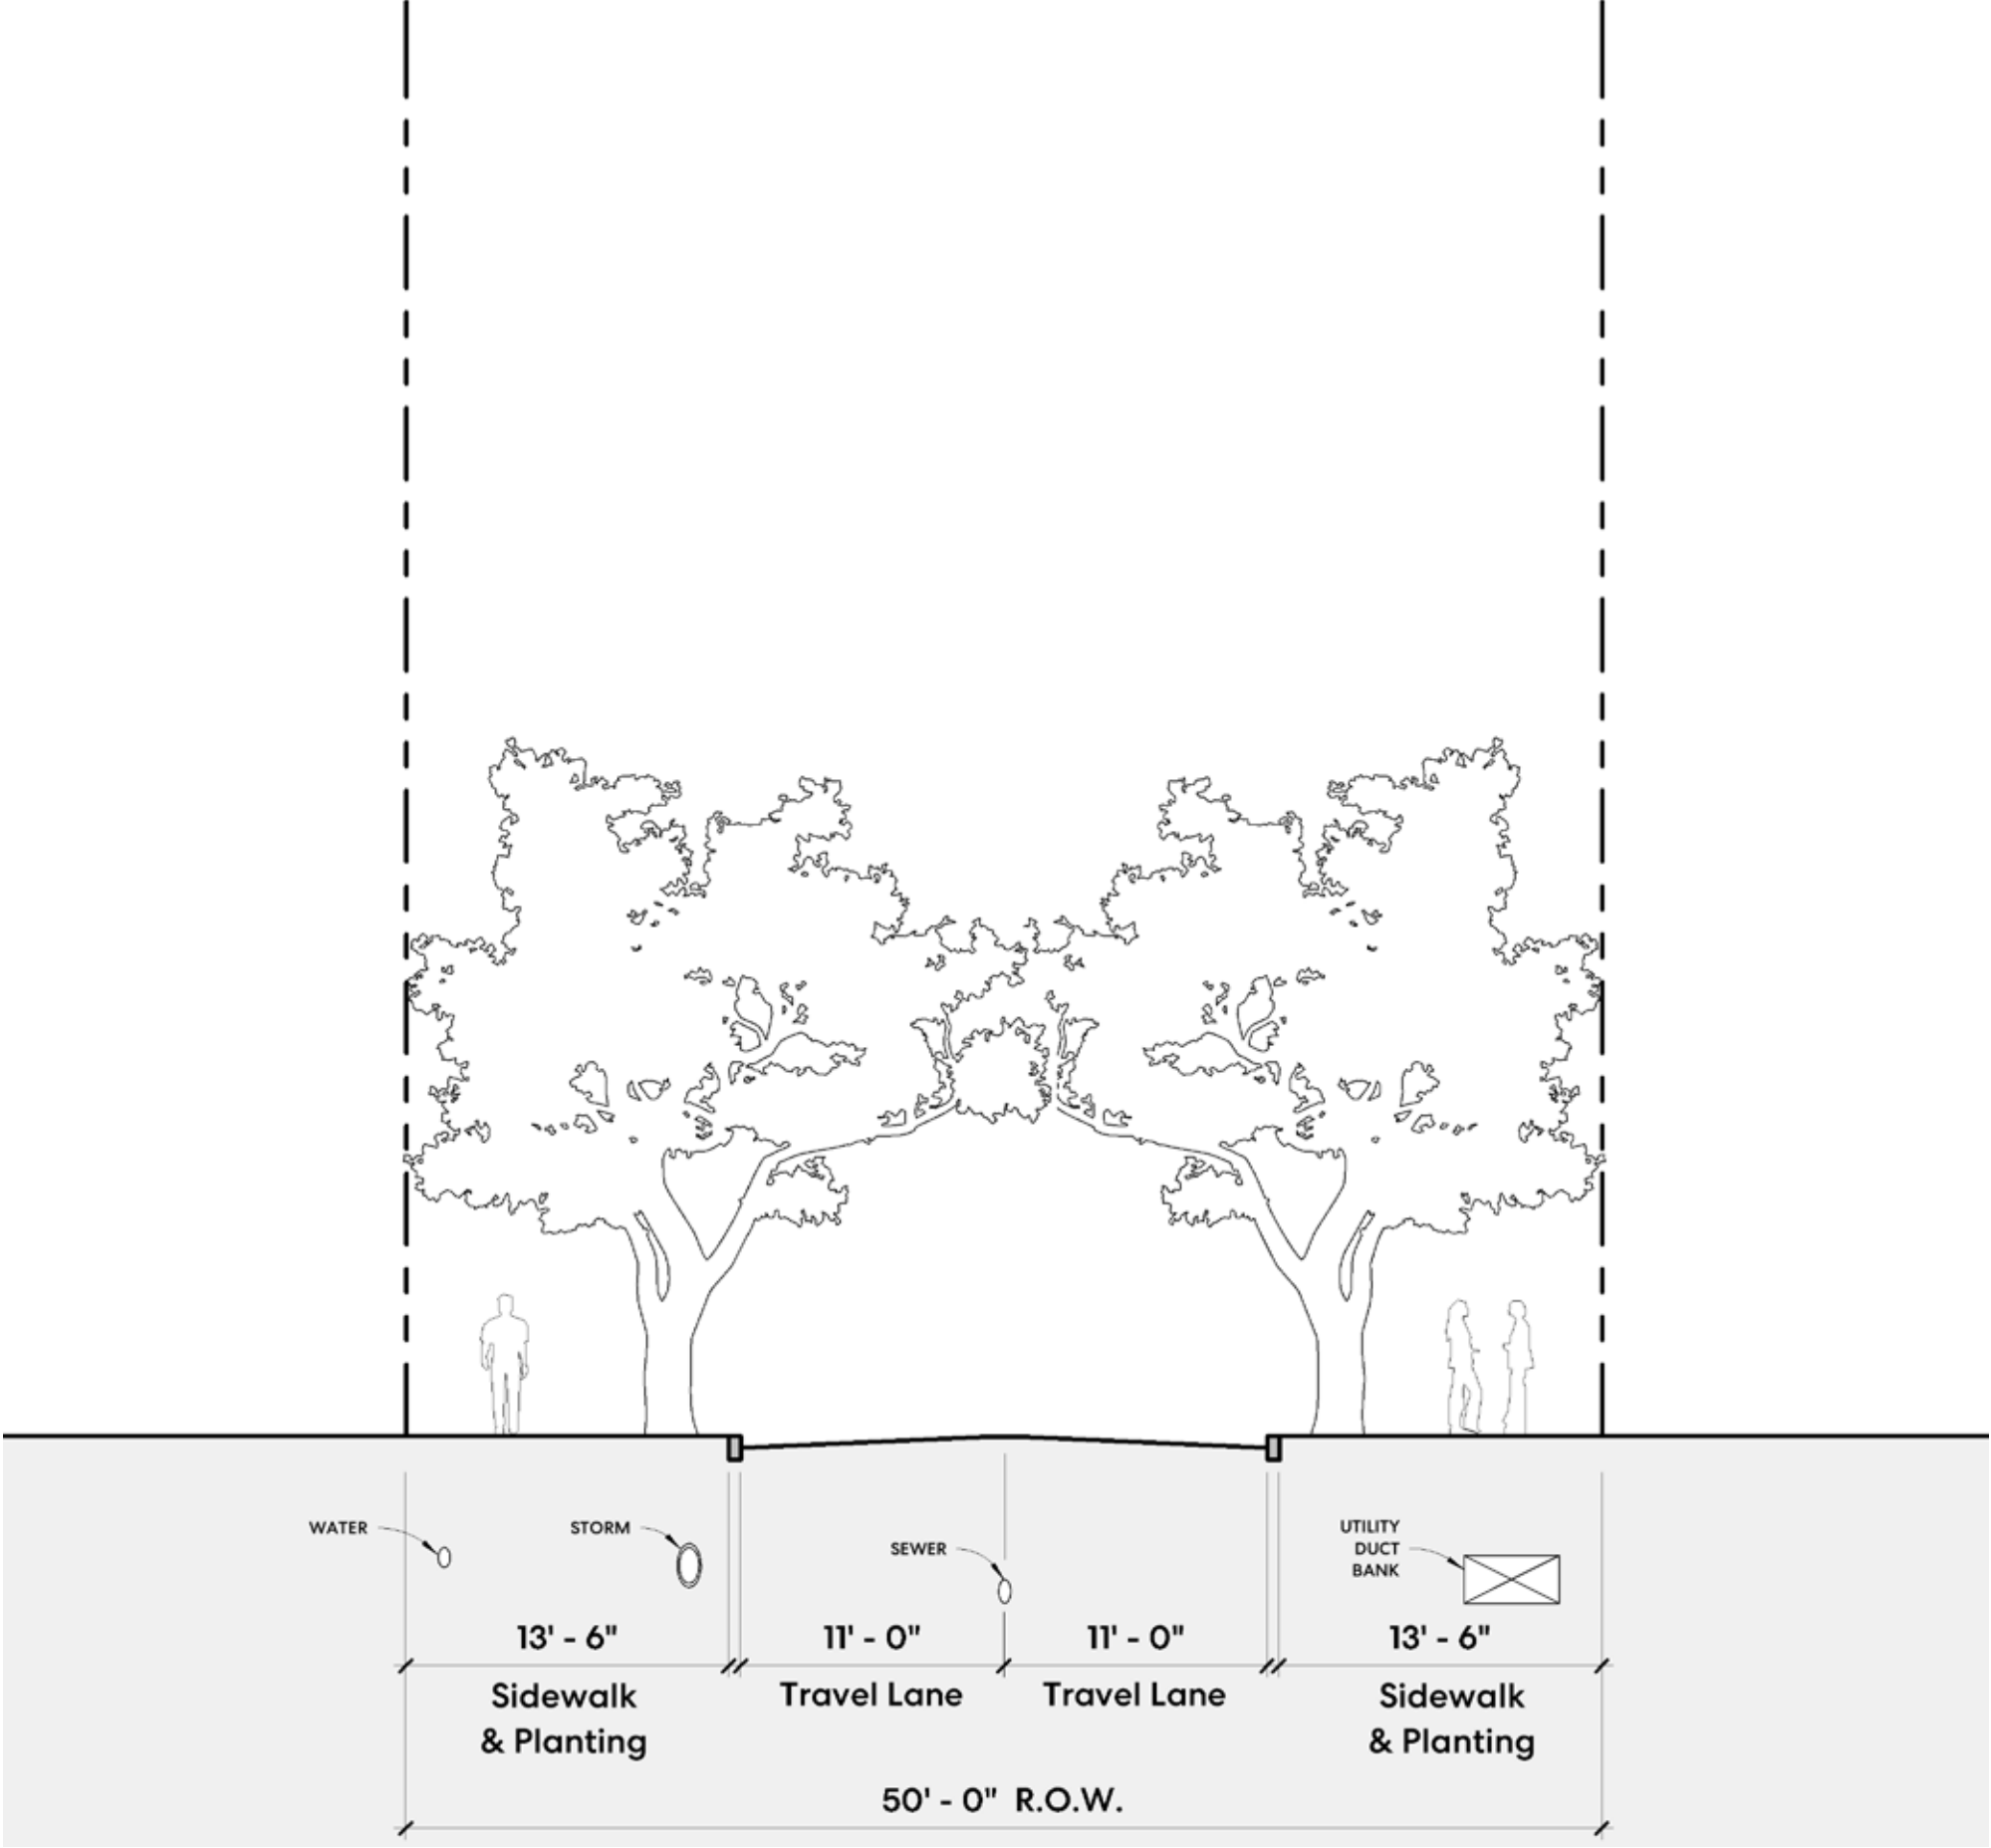 WATER
STORM
SEWER
UTILITY
DUCT
BANK
13' - 6"
11' - 0"
11' - 0"
13' - 6"
Sidewalk
& Planting
Travel Lane
Travel Lane
Sidewalk
& Planting
50' - 0" R.O.W.